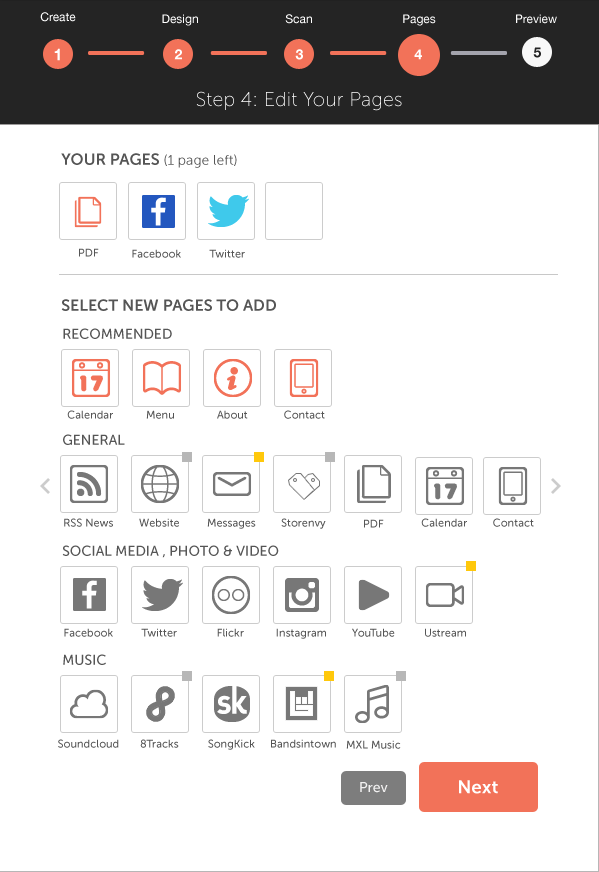 Create Design Scan Pages Preview
1 2 3 4 5
Step 4: Edit Your Pages
YOUR PAGES (1 page left)
PDF Facebook Twitter
SELECT NEW PAGES TO ADD
RECOMMENDED
17
Calendar Menu About Contact
GENERAL
17
RSS News Website Messages Storenvy PDF Calendar Contact
SOCIAL MEDIA , PHOTO & VIDEO
Facebook Twitter Flickr Instagram YouTube Ustream
MUSIC
sk
Soundcloud 8Tracks SongKick Bandsintown MXL Music
Prev Next